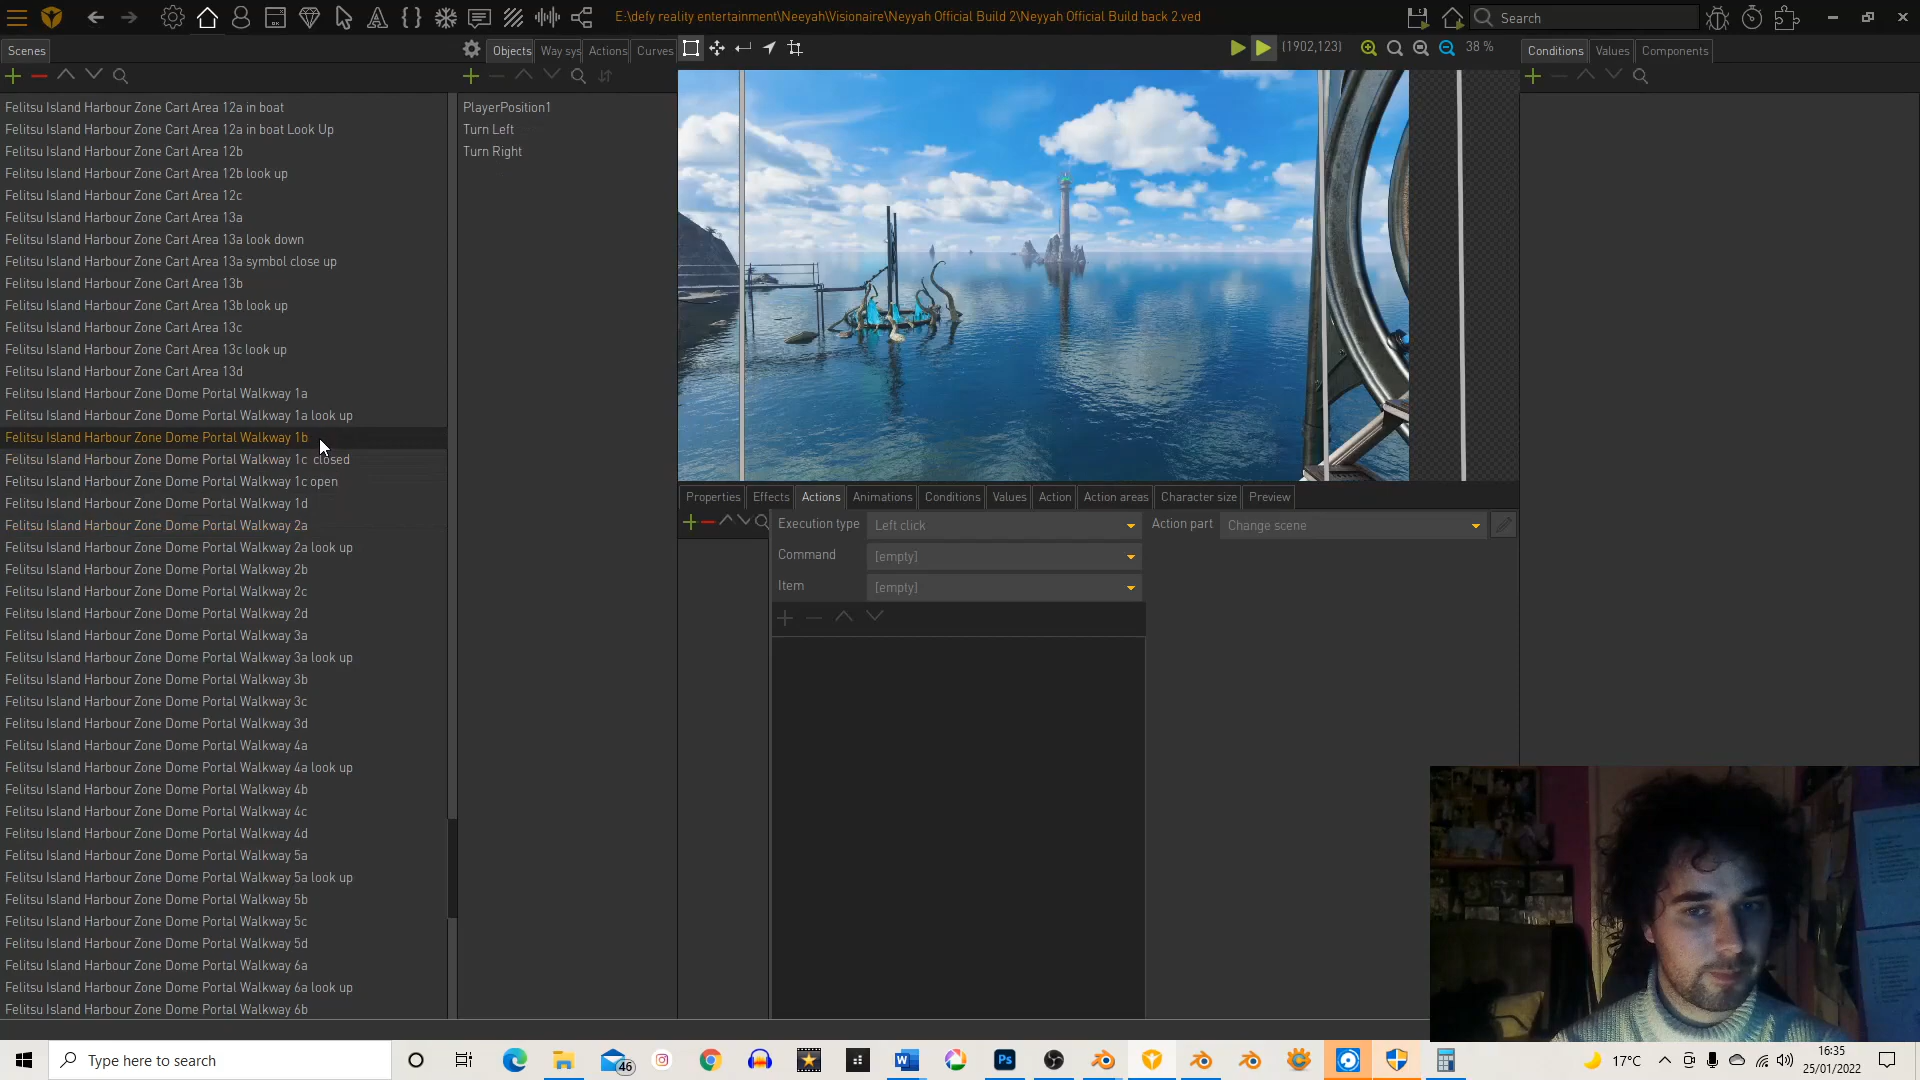 E:\defy reality entertainment\Neeyah\Visionaire\Neyyah Official Build 2\Neyyah Official Build back 2.ved
Search
Scenes
Objects
Way sys
Actions
Curves
(1902,123)
38 %
Conditions
Values
Components
Felitsu Island Harbour Zone Cart Area 12a in boat
Felitsu Island Harbour Zone Cart Area 12a in boat Look Up
Felitsu Island Harbour Zone Cart Area 12b
Felitsu Island Harbour Zone Cart Area 12b look up
Felitsu Island Harbour Zone Cart Area 12c
Felitsu Island Harbour Zone Cart Area 13a
Felitsu Island Harbour Zone Cart Area 13a look down
Felitsu Island Harbour Zone Cart Area 13a symbol close up
Felitsu Island Harbour Zone Cart Area 13b
Felitsu Island Harbour Zone Cart Area 13b look up
Felitsu Island Harbour Zone Cart Area 13c
Felitsu Island Harbour Zone Cart Area 13c look up
Felitsu Island Harbour Zone Cart Area 13d
Felitsu Island Harbour Zone Dome Portal Walkway 1a
Felitsu Island Harbour Zone Dome Portal Walkway 1a look up
Felitsu Island Harbour Zone Dome Portal Walkway 1b
Felitsu Island Harbour Zone Dome Portal Walkway 1c closed
Felitsu Island Harbour Zone Dome Portal Walkway 1c open
Felitsu Island Harbour Zone Dome Portal Walkway 1d
Felitsu Island Harbour Zone Dome Portal Walkway 2a
Felitsu Island Harbour Zone Dome Portal Walkway 2a look up
Felitsu Island Harbour Zone Dome Portal Walkway 2b
Felitsu Island Harbour Zone Dome Portal Walkway 2c
Felitsu Island Harbour Zone Dome Portal Walkway 2d
Felitsu Island Harbour Zone Dome Portal Walkway 3a
Felitsu Island Harbour Zone Dome Portal Walkway 3a look up
Felitsu Island Harbour Zone Dome Portal Walkway 3b
Felitsu Island Harbour Zone Dome Portal Walkway 3c
Felitsu Island Harbour Zone Dome Portal Walkway 3d
Felitsu Island Harbour Zone Dome Portal Walkway 4a
Felitsu Island Harbour Zone Dome Portal Walkway 4a look up
Felitsu Island Harbour Zone Dome Portal Walkway 4b
Felitsu Island Harbour Zone Dome Portal Walkway 4c
Felitsu Island Harbour Zone Dome Portal Walkway 4d
Felitsu Island Harbour Zone Dome Portal Walkway 5a
Felitsu Island Harbour Zone Dome Portal Walkway 5a look up
Felitsu Island Harbour Zone Dome Portal Walkway 5b
Felitsu Island Harbour Zone Dome Portal Walkway 5c
Felitsu Island Harbour Zone Dome Portal Walkway 5d
Felitsu Island Harbour Zone Dome Portal Walkway 6a
Felitsu Island Harbour Zone Dome Portal Walkway 6a look up
Felitsu Island Harbour Zone Dome Portal Walkway 6b
PlayerPosition1
Turn Left
Turn Right
Properties
Effects
Actions
Animations
Conditions
Values
Action
Action areas
Character size
Preview
Execution type
Left click
Action part
Change scene
Command
[empty]
Item
[empty]
Type here to search
46
Ps
17°C
16:35
25/01/2022